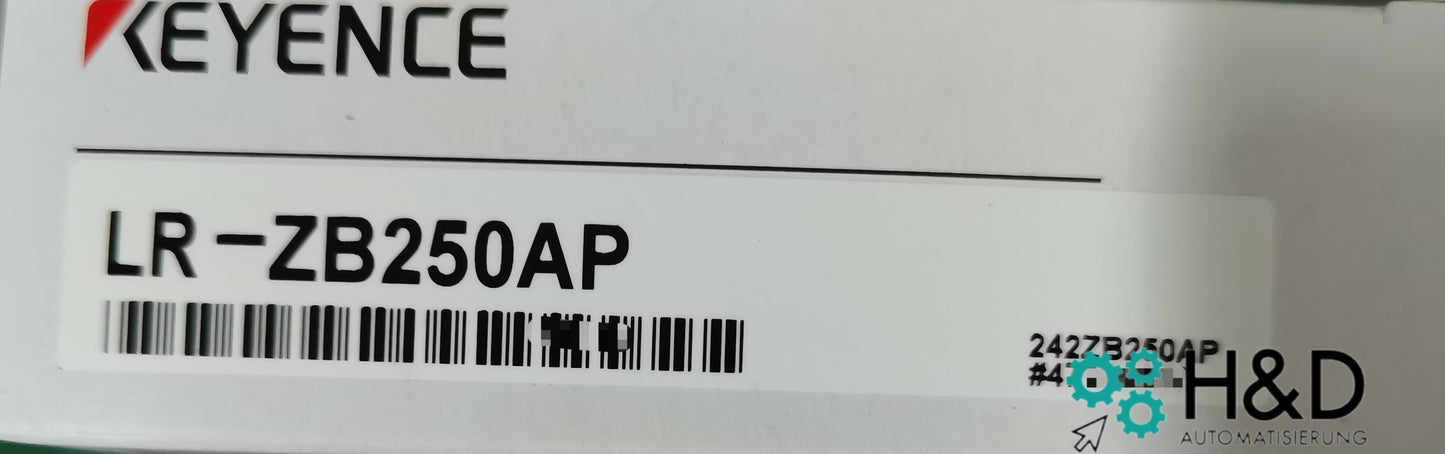 KEYENCE
LR-ZB250AP
242ZB250AP
H&D
AUTOMATISIERUNG